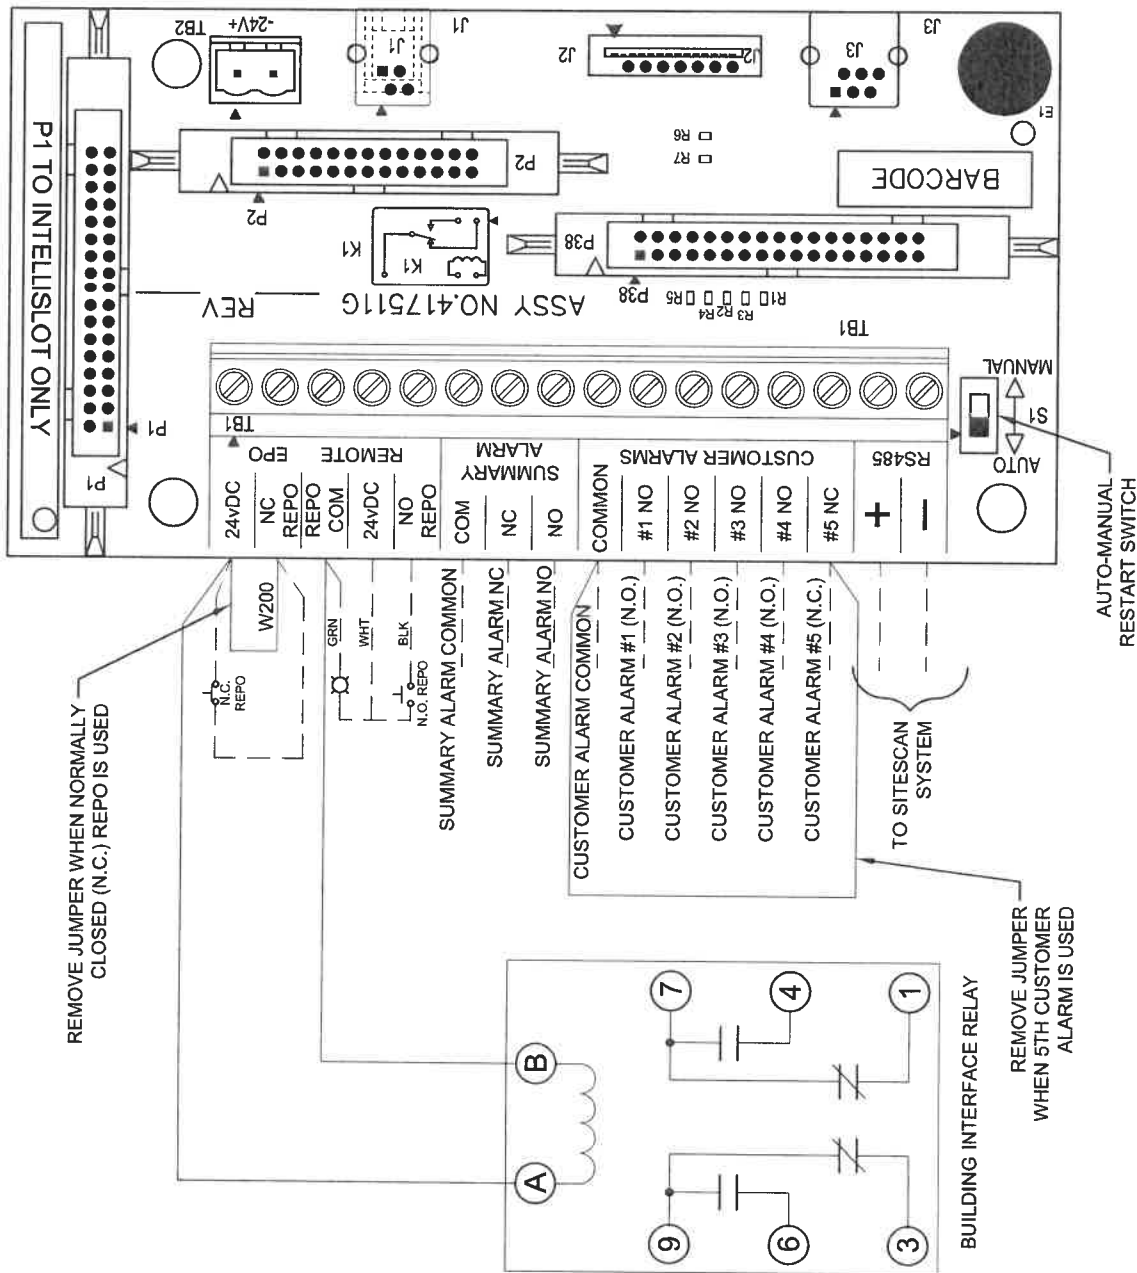 P1 TO INTELLISLOT ONLY
P1
P1
TB2
-24V+
J1
J1
J2
J2
J3
J3
E1
R6
R7
BARCODE
P2
P2
K1
K1
P38
P38
R5
R4
R2
R3
R1
ASSY NO.417511G
REV
TB1
TB1
MANUAL
S1
AUTO
EPO
REMOTE
SUMMARY
ALARM
CUSTOMER ALARMS
RS485
24vDC
NC
REPO
REPO
COM
24vDC
NO
REPO
COM
NC
NO
COMMON
#1 NO
#2 NO
#3 NO
#4 NO
#5 NC
+
–
W200
N.C.
REPO
GRN
WHT
BLK
N.O. REPO
SUMMARY ALARM COMMON
SUMMARY ALARM NC
SUMMARY ALARM NO
CUSTOMER ALARM COMMON
CUSTOMER ALARM #1 (N.O.)
CUSTOMER ALARM #2 (N.O.)
CUSTOMER ALARM #3 (N.O.)
CUSTOMER ALARM #4 (N.O.)
CUSTOMER ALARM #5 (N.C.)
TO SITESCAN
SYSTEM
AUTO-MANUAL
RESTART SWITCH
REMOVE JUMPER WHEN NORMALLY
CLOSED (N.C.) REPO IS USED
REMOVE JUMPER
WHEN 5TH CUSTOMER
ALARM IS USED
A
B
9
6
3
7
4
1
BUILDING INTERFACE RELAY